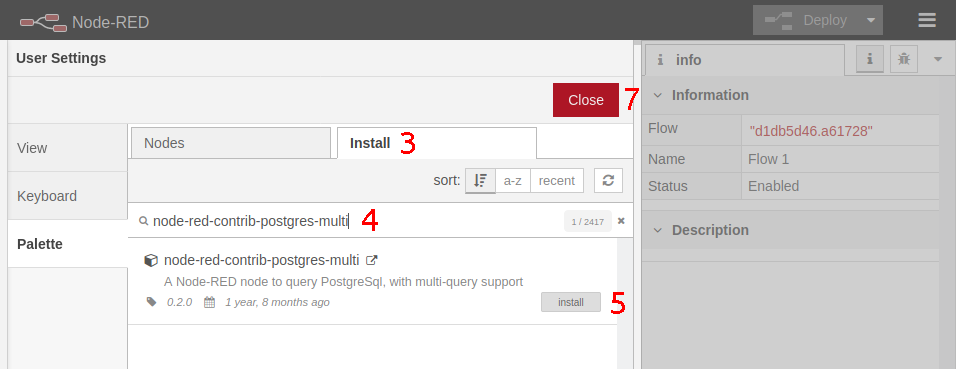 Node-RED
Deploy
User Settings
info
Close 7
Information
Nodes
Install 3
Flow
"d1db5d46.a61728"
View
Name
Flow 1
sort:
a-z
recent
Status
Enabled
Keyboard
node-red-contrib-postgres-multi 4
1 / 2417
Description
Palette
node-red-contrib-postgres-multi
A Node-RED node to query PostgreSql, with multi-query support
0.2.0
1 year, 8 months ago
install 5